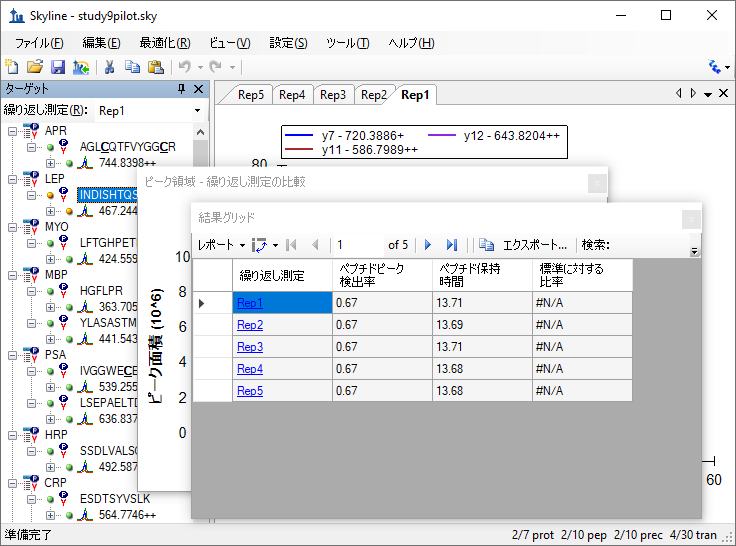 Skyline - study9pilot.sky
ファイル(F) 編集(E) 最適化(R) ビュー(V) 設定(S) ツール(T) ヘルプ(H)
ターゲット
繰り返し測定(R): Rep1
APR
AGLCQTFVYGGCR
744.8398++
LEP
INDISHTQS
467.244
MYO
LFTGHPET
424.559
MBP
HGFLPR
363.705
YLASASTM
441.543
PSA
IVGGWEC
539.255
LSEPAELT
636.837
HRP
SSDLVALS
492.587
CRP
ESDTSYVSLK
564.7746++
Rep5 Rep4 Rep3 Rep2 Rep1
y7 - 720.3886+ y12 - 643.8204++
y11 - 586.7989++
80
60
ピーク領域 - 繰り返し測定の比較
ピーク面積 (10^6)
10
8
6
4
2
0
結果グリッド
レポート 1 of 5 エクスポート... 検索:
繰り返し測定 ペプチドピーク検出率 ペプチド保持時間 標準に対する比率
Rep1 0.67 13.71 #N/A
Rep2 0.67 13.69 #N/A
Rep3 0.67 13.71 #N/A
Rep4 0.67 13.68 #N/A
Rep5 0.67 13.68 #N/A
準備完了 2/7 prot 2/10 pep 2/10 prec 4/30 tran